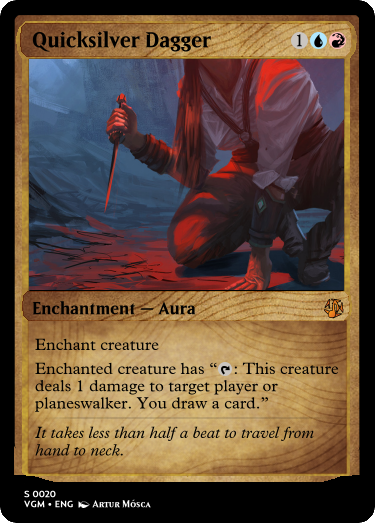 Quicksilver Dagger 1
Enchantment — Aura
Enchant creature
Enchanted creature has “: This creature
deals 1 damage to target player or
planeswalker. You draw a card.”
It takes less than half a beat to travel from
hand to neck.
S 0020
VGM • ENG Artur Mósca